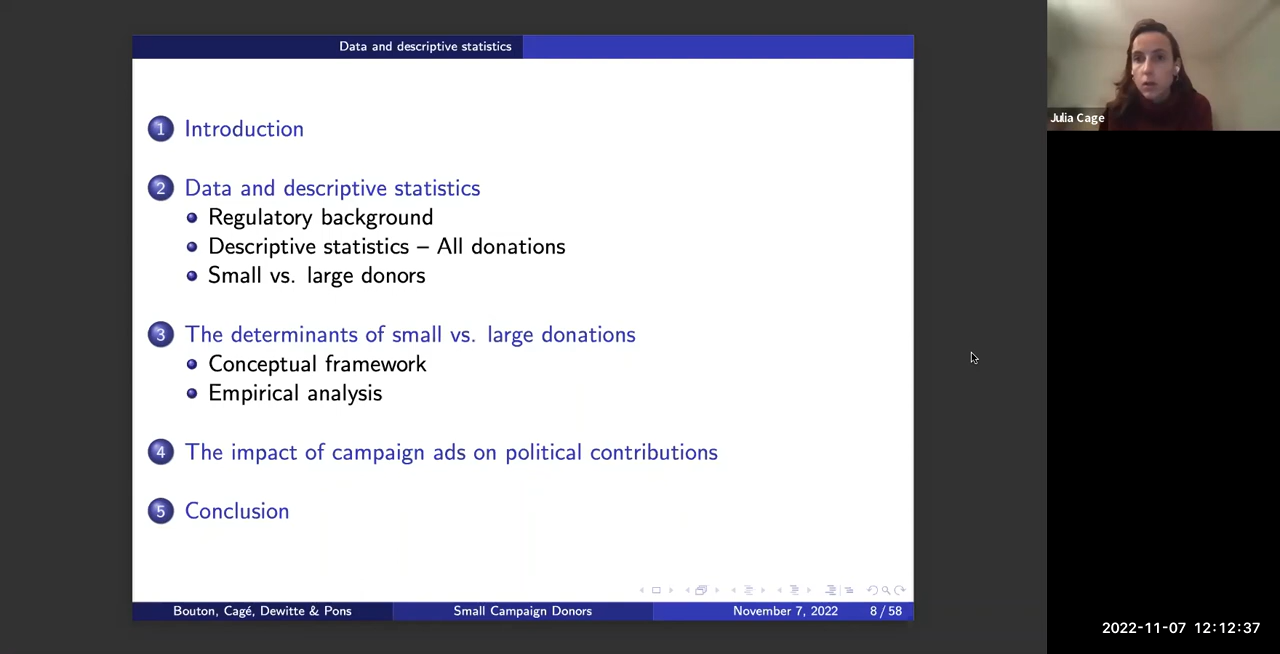 Data and descriptive statistics
1 Introduction
2 Data and descriptive statistics
Regulatory background
Descriptive statistics – All donations
Small vs. large donors
3 The determinants of small vs. large donations
Conceptual framework
Empirical analysis
4 The impact of campaign ads on political contributions
5 Conclusion
Bouton, Cagé, Dewitte & Pons Small Campaign Donors November 7, 2022 8 / 58
Julia Cage
2022-11-07 12:12:37